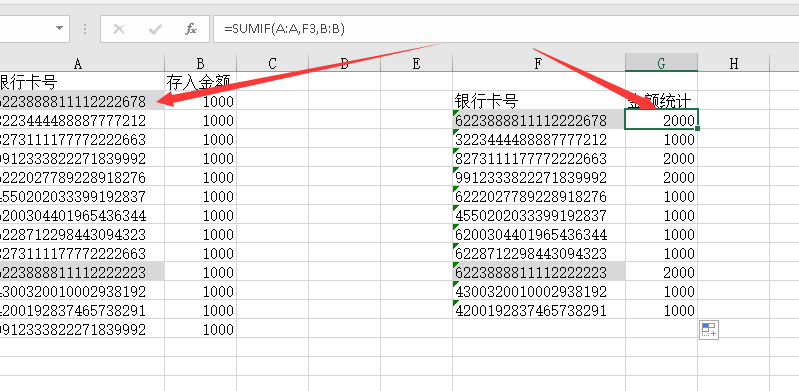 =SUMIF(A:A,F3,B:B)
A B C D E F G H
银行卡号 存入金额
6223888811112222678 1000 银行卡号 金额统计
3223444488887777212 1000 6223888811112222678 2000
8273111177772222663 1000 3223444488887777212 1000
9912333822271839992 1000 8273111177772222663 2000
6222027789228918276 1000 9912333822271839992 2000
4550202033399192837 1000 6222027789228918276 1000
6200304401965436344 1000 4550202033399192837 1000
6228712298443094323 1000 6200304401965436344 1000
8273111177772222663 1000 6228712298443094323 1000
6223888811112222223 1000 6223888811112222223 2000
4300320010002938192 1000 4300320010002938192 1000
4200192837465738291 1000 4200192837465738291 1000
9912333822271839992 1000